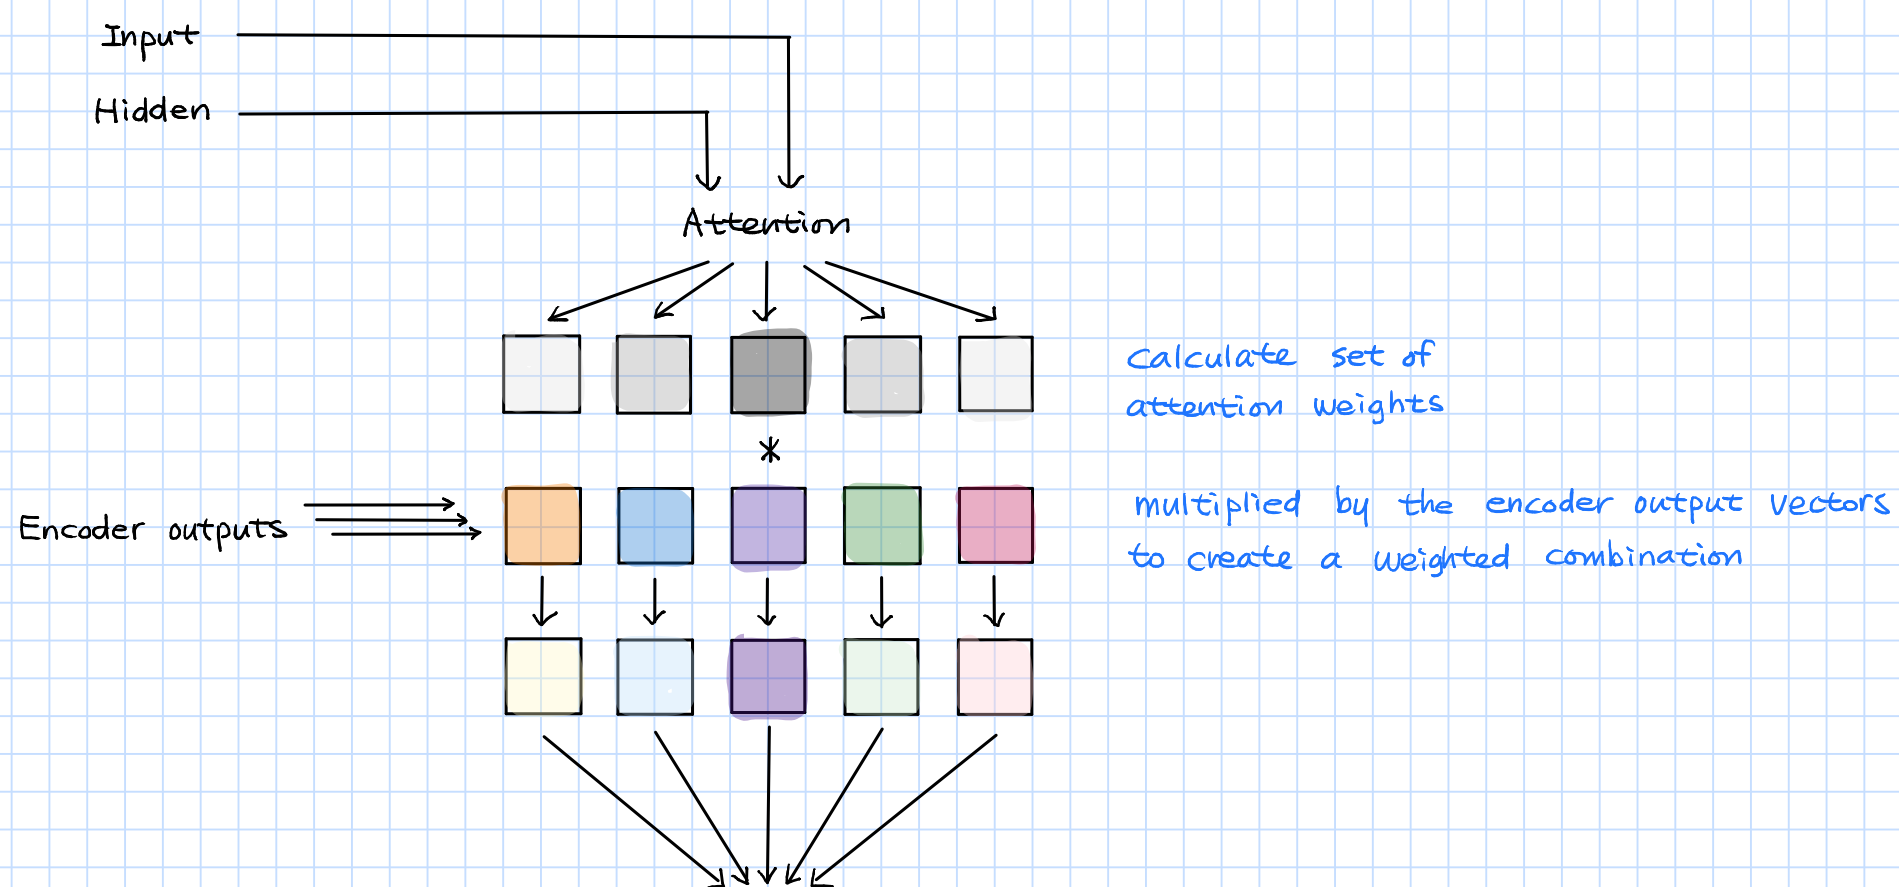 Input
Hidden
Attention
calculate set of
attention weights
*
Encoder outputs
multiplied by the encoder output vectors
to create a weighted combination